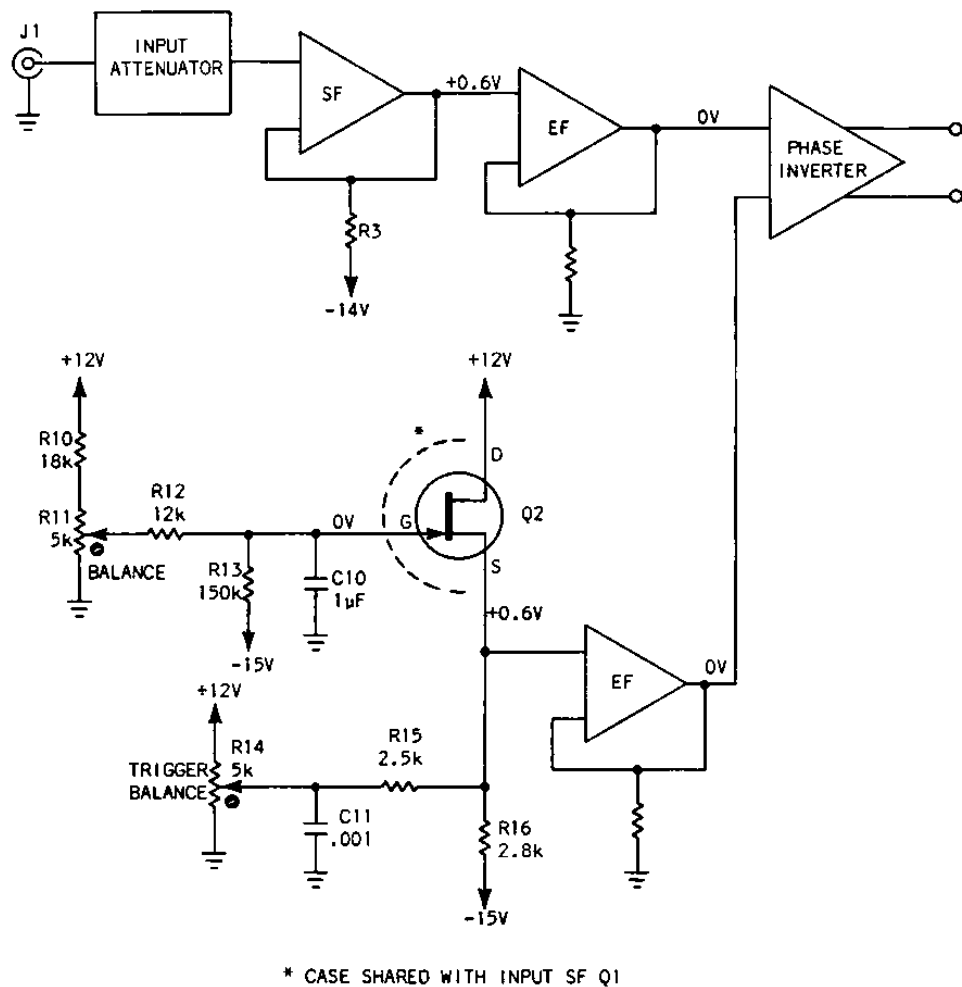 J1
INPUT
ATTENUATOR
SF
+0.6V
EF
0V
PHASE
INVERTER
R3
-14V
+12V
+12V
*
D
R10
18k
R12
12k
Q2
R11
5k
0V
G
BALANCE
R13
150k
C10
1µF
S
+0.6V
-15V
+12V
EF
0V
R14
5k
R15
2.5k
TRIGGER
BALANCE
C11
.001
R16
2.8k
-15V
* CASE SHARED WITH INPUT SF Q1